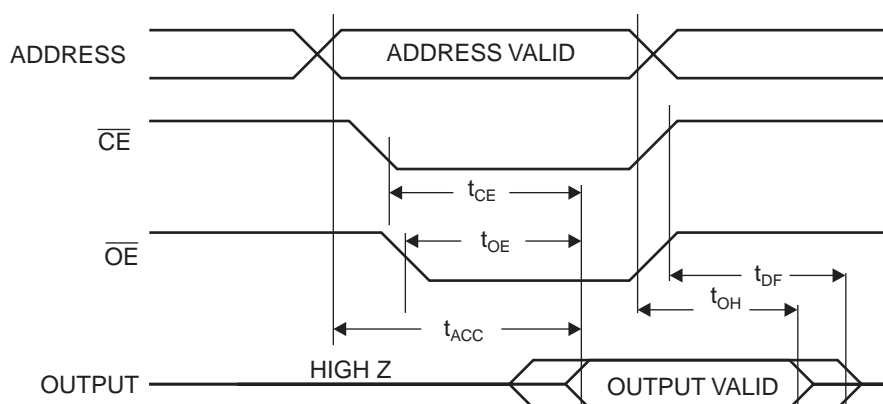 ADDRESS
ADDRESS VALID
CE
tCE
OE
tOE
tDF
tOH
tACC
OUTPUT
HIGH Z
OUTPUT VALID